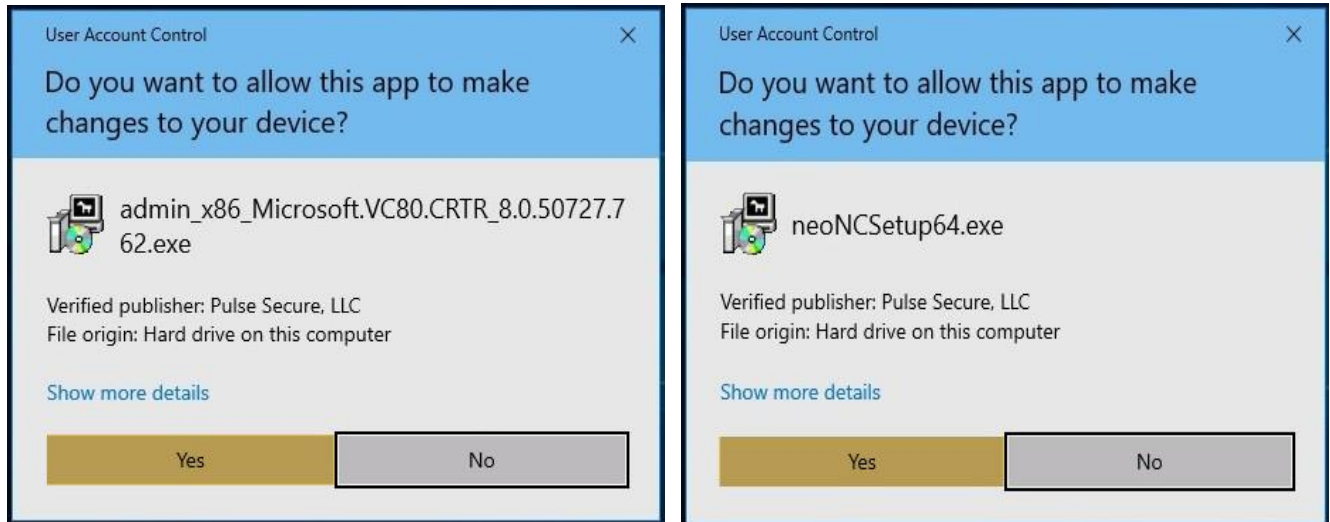 User Account Control
Do you want to allow this app to make
changes to your device?
admin_x86_Microsoft.VC80.CRTR_8.0.50727.7
62.exe
Verified publisher: Pulse Secure, LLC
File origin: Hard drive on this computer
Show more details
Yes
No
User Account Control
Do you want to allow this app to make
changes to your device?
neoNCSetup64.exe
Verified publisher: Pulse Secure, LLC
File origin: Hard drive on this computer
Show more details
Yes
No